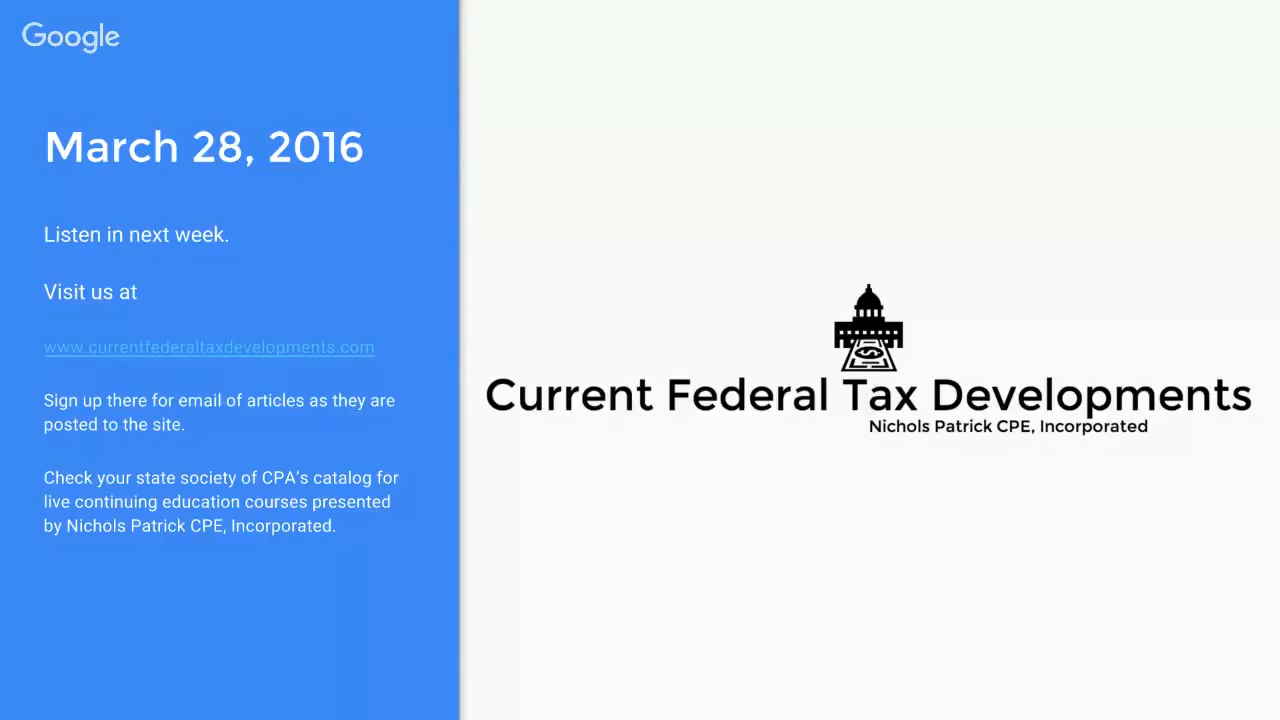 Google
March 28, 2016
Listen in next week.
Visit us at
www.currentfederaltaxdevelopments.com
Sign up there for email of articles as they are
posted to the site.
Check your state society of CPA's catalog for
live continuing education courses presented
by Nichols Patrick CPE, Incorporated.
Current Federal Tax Developments
Nichols Patrick CPE, Incorporated